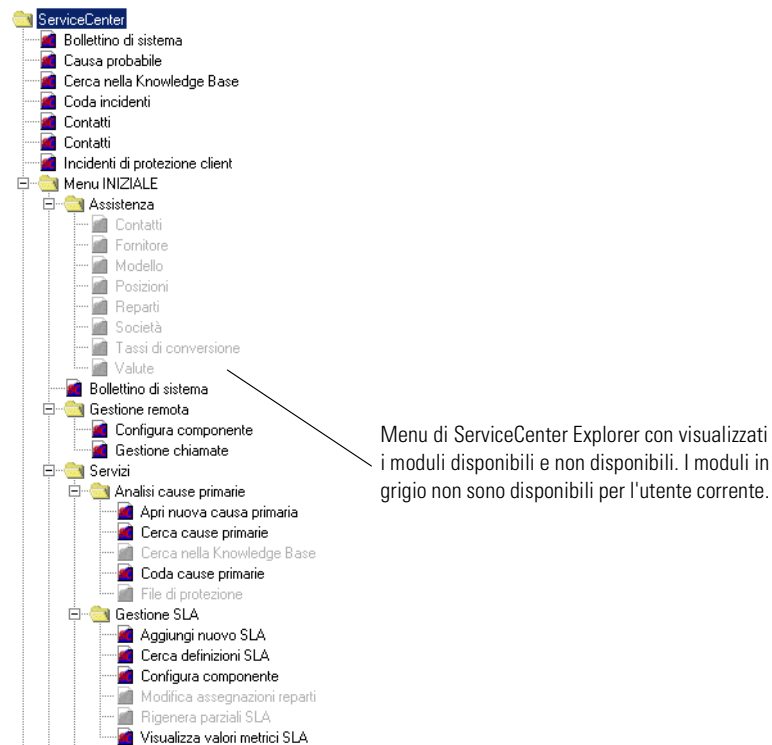 ServiceCenter
Bollettino di sistema
Causa probabile
Cerca nella Knowledge Base
Coda incidenti
Contatti
Contatti
Incidenti di protezione client
Menu INIZIALE
Assistenza
Contatti
Fornitore
Modello
Posizioni
Reparti
Società
Tassi di conversione
Valute
Bollettino di sistema
Gestione remota
Configura componente
Gestione chiamate
Servizi
Analisi cause primarie
Apri nuova causa primaria
Cerca cause primarie
Cerca nella Knowledge Base
Coda cause primarie
File di protezione
Gestione SLA
Aggiungi nuovo SLA
Cerca definizioni SLA
Configura componente
Modifica assegnazioni reparti
Rigenera parziali SLA
Visualizza valori metrici SLA
Menu di ServiceCenter Explorer con visualizzati
i moduli disponibili e non disponibili. I moduli in
grigio non sono disponibili per l'utente corrente.